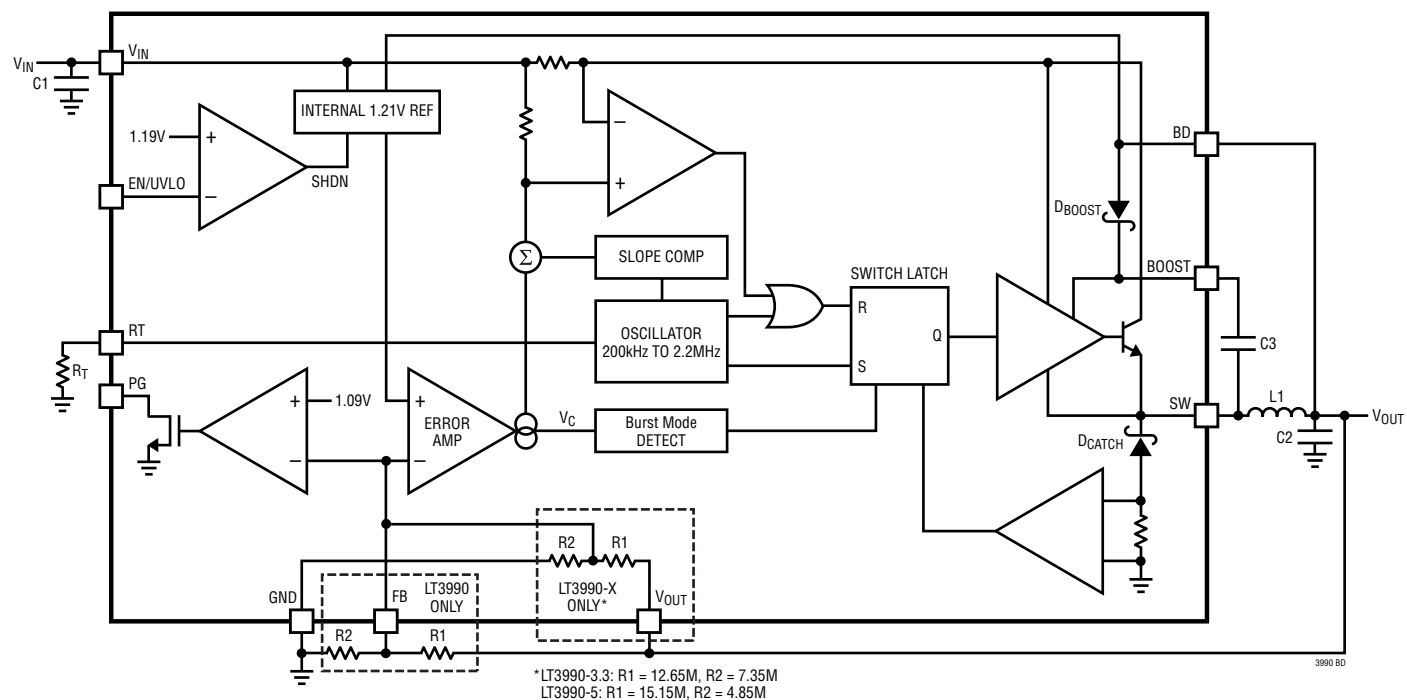 VIN
VIN
C1
INTERNAL 1.21V REF
1.19V
+
−
SHDN
EN/UVLO
−
+
BD
DBOOST
Σ
SLOPE COMP
BOOST
SWITCH LATCH
RT
OSCILLATOR
200kHz TO 2.2MHz
R
Q
S
C3
RT
PG
+
1.09V
−
+
ERROR
AMP
−
VC
Burst Mode
DETECT
SW
L1
VOUT
C2
DCATCH
R2
R1
LT3990-X
ONLY*
VOUT
GND
FB
LT3990
ONLY
R2
R1
*LT3990-3.3: R1 = 12.65M, R2 = 7.35M
LT3990-5: R1 = 15.15M, R2 = 4.85M
3990 BD